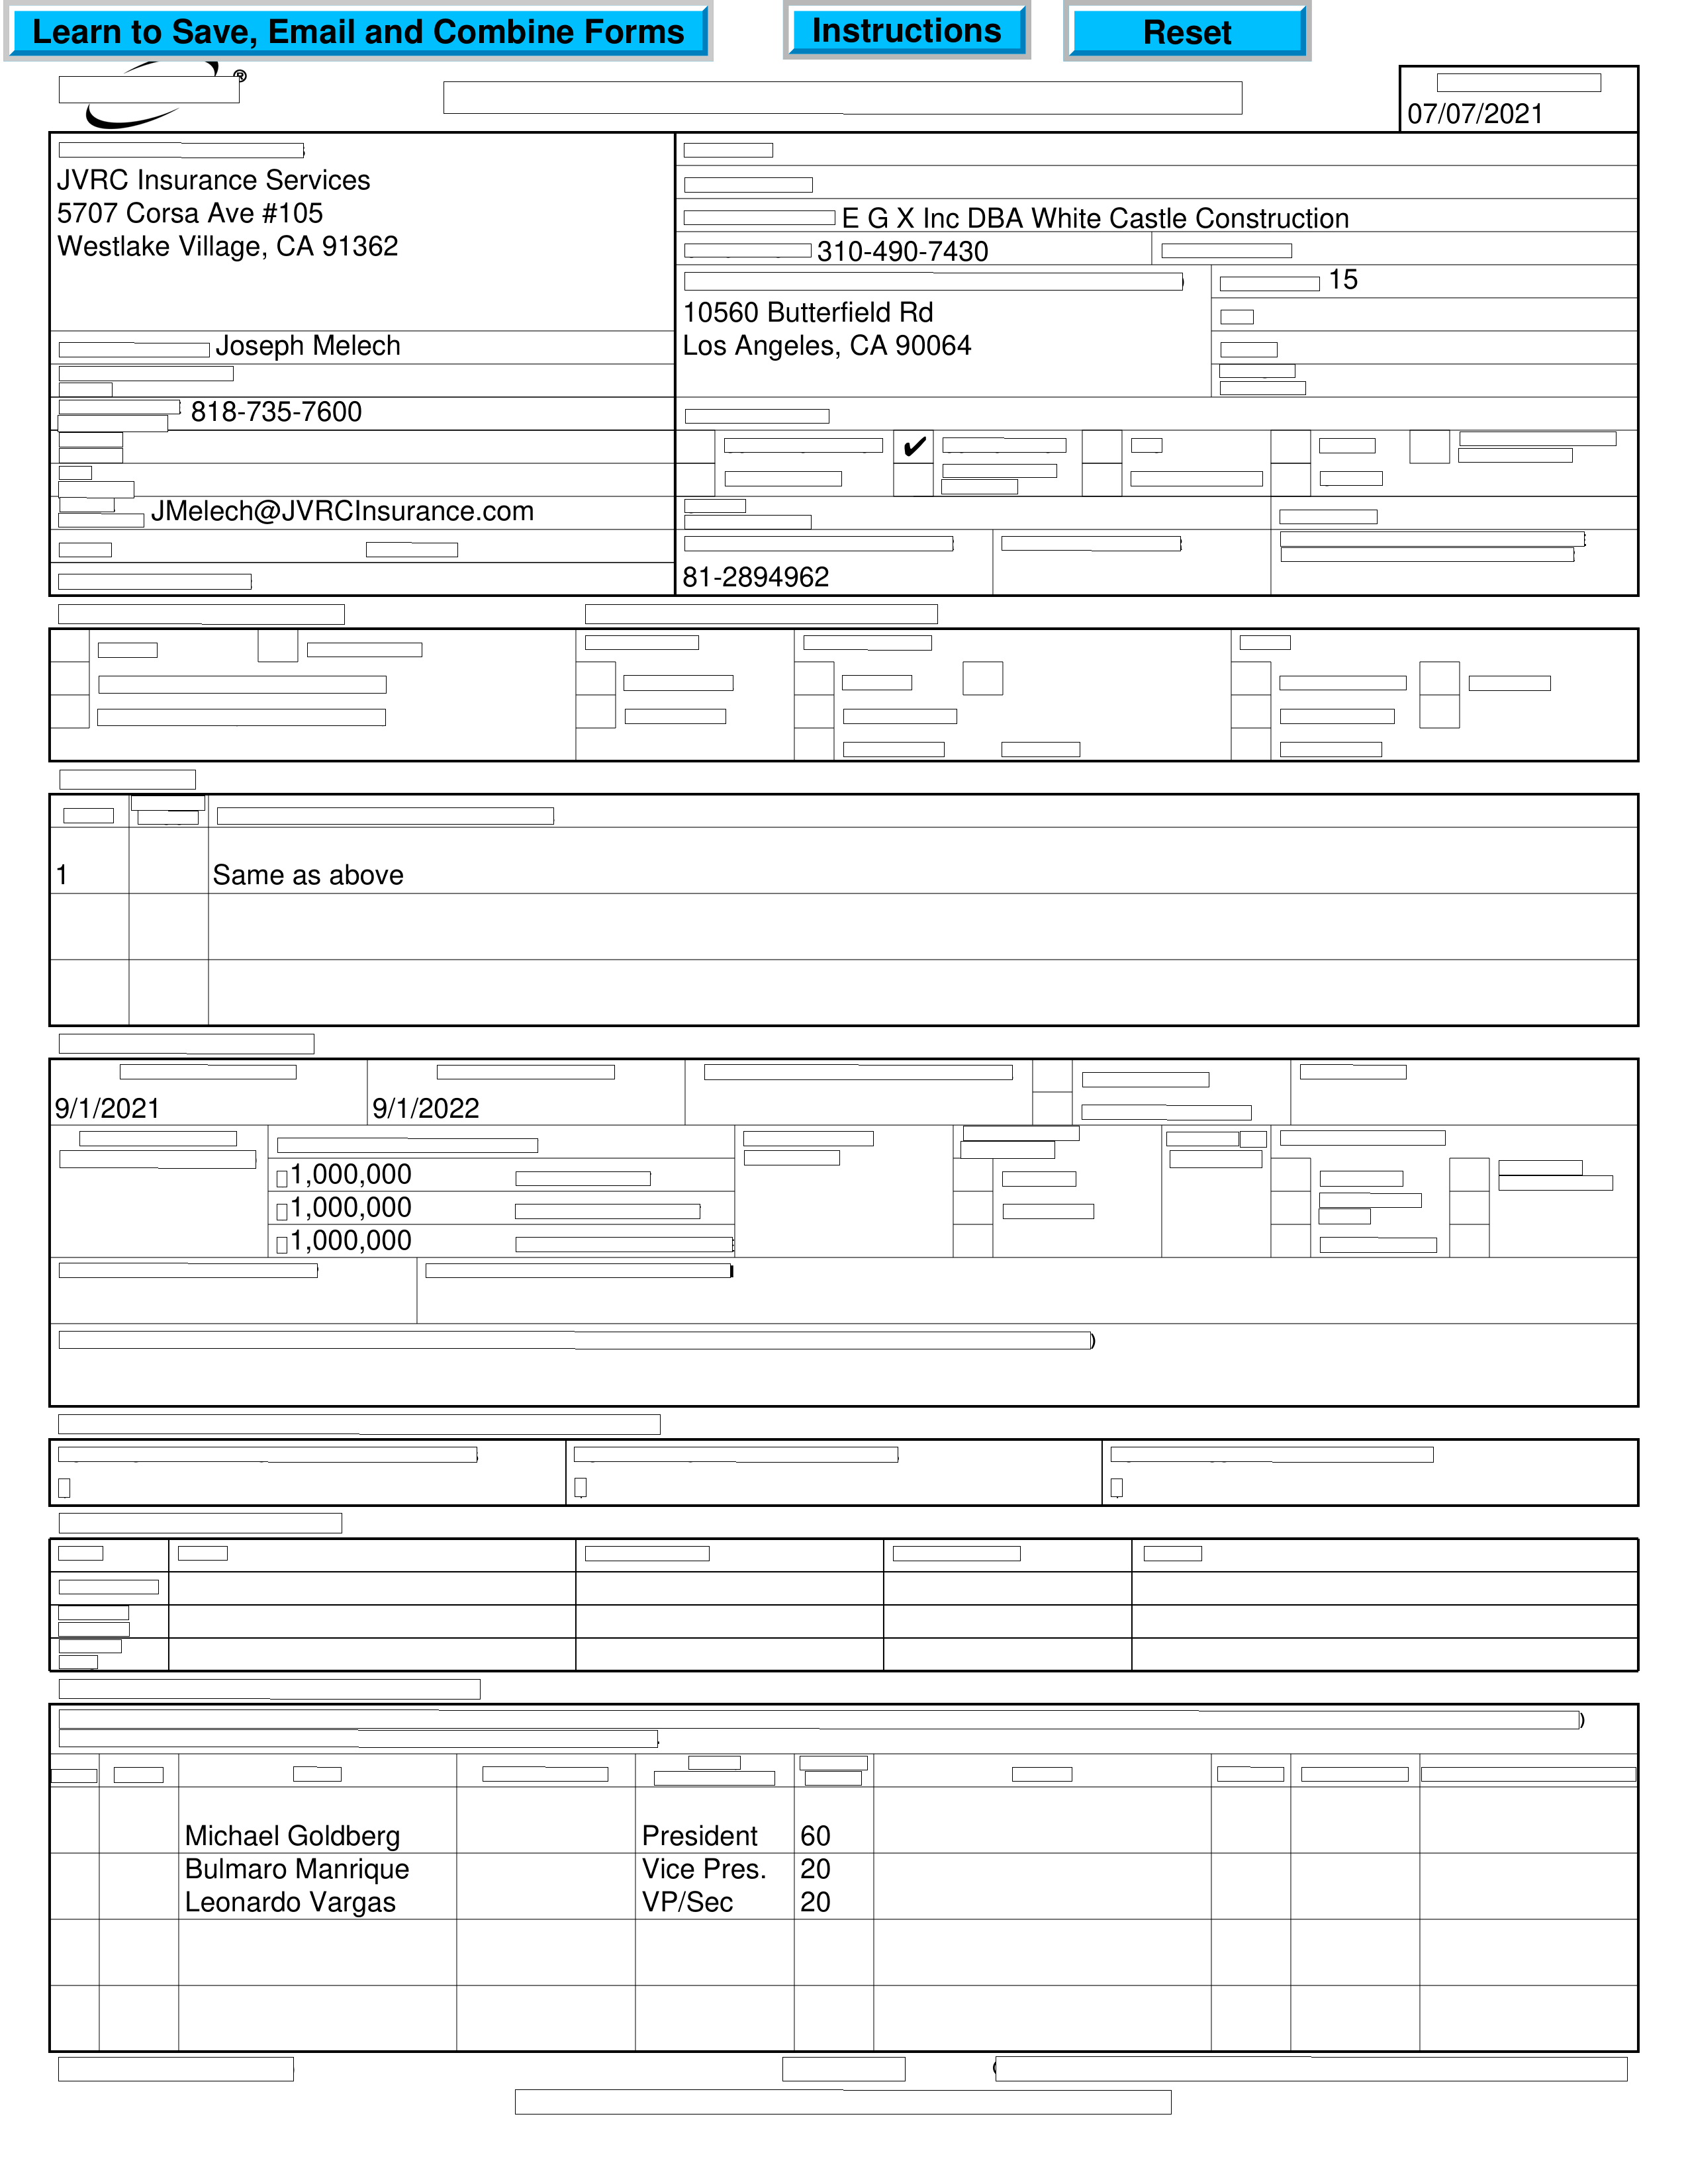 Learn to Save, Email and Combine Forms
Instructions
Reset
®
07/07/2021
JVRC Insurance Services
5707 Corsa Ave #105
Westlake Village, CA 91362
E G X Inc DBA White Castle Construction
310-490-7430
15
10560 Butterfield Rd
Los Angeles, CA 90064
Joseph Melech
818-735-7600
✔
JMelech@JVRCInsurance.com
81-2894962
1 Same as above
9/1/2021 9/1/2022
1,000,000
1,000,000
1,000,000
Michael Goldberg President 60
Bulmaro Manrique Vice Pres. 20
Leonardo Vargas VP/Sec 20